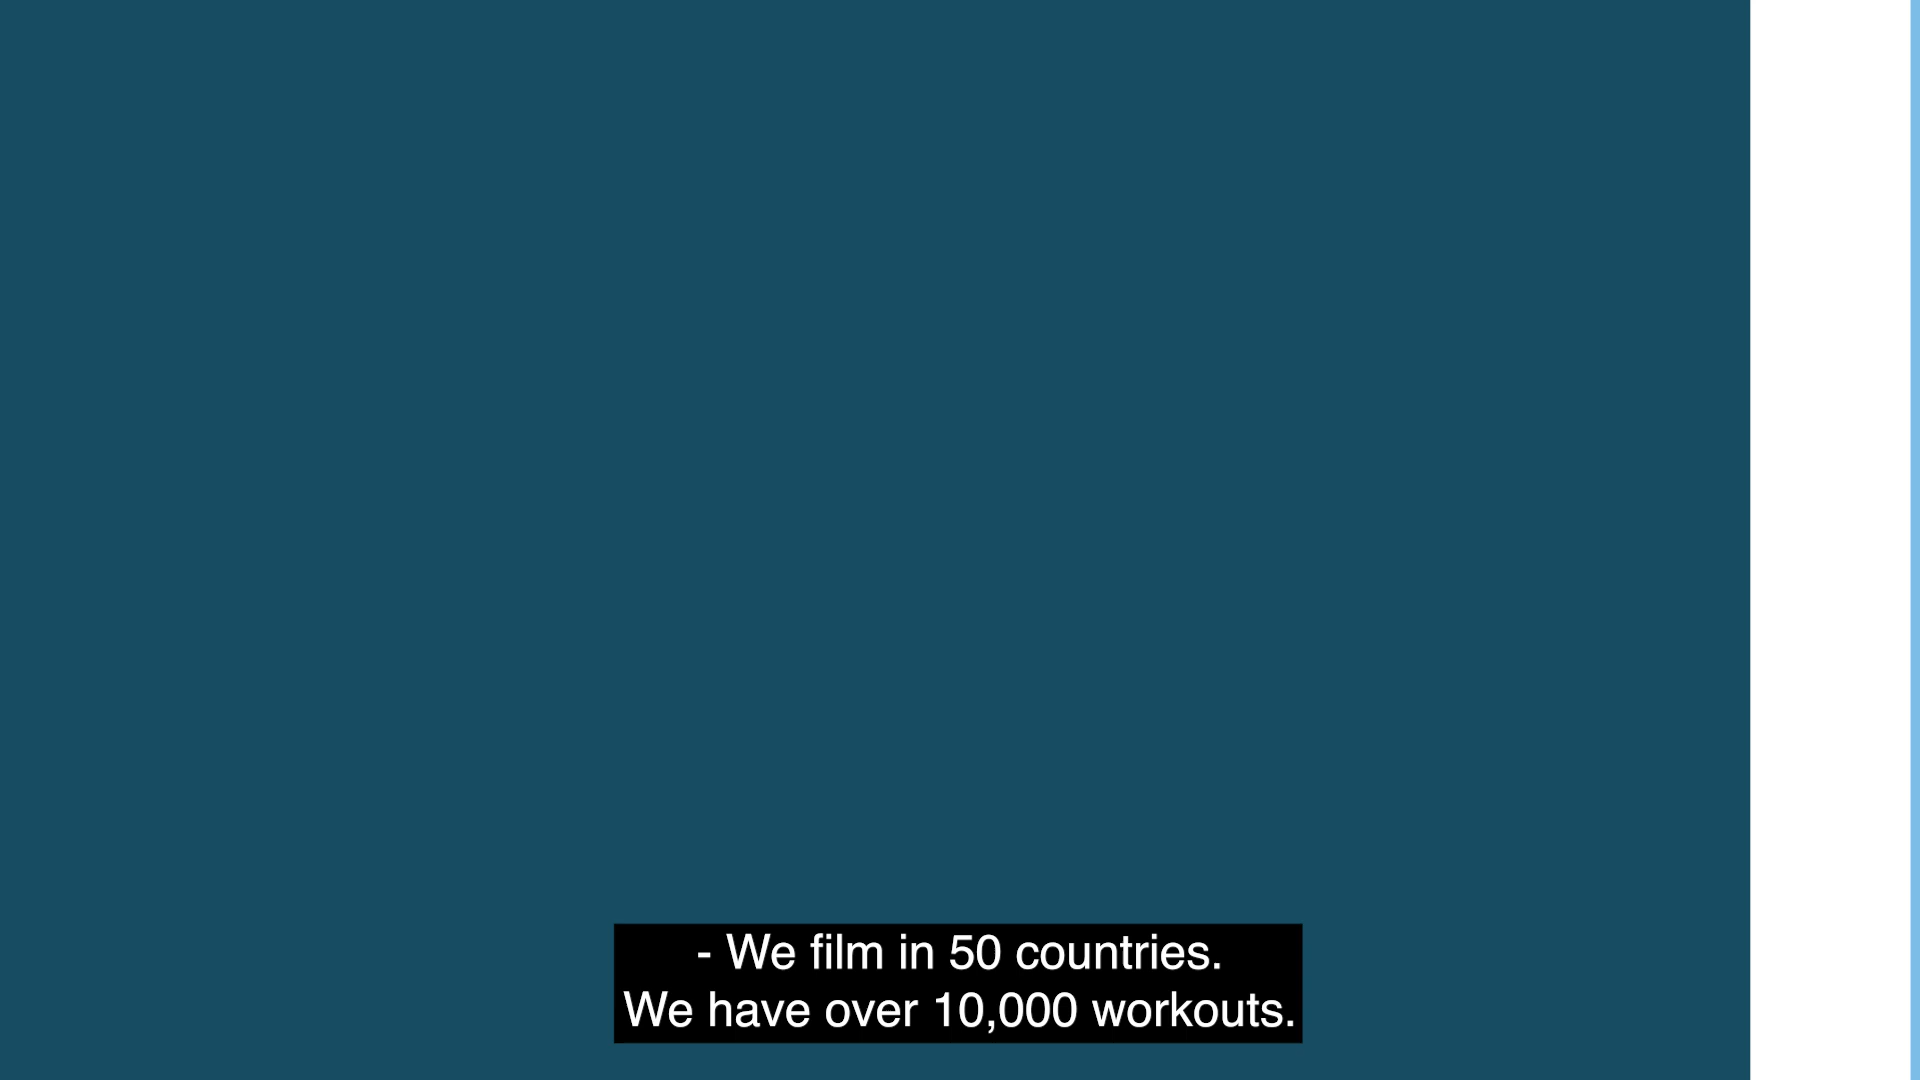 - We film in 50 countries.
We have over 10,000 workouts.